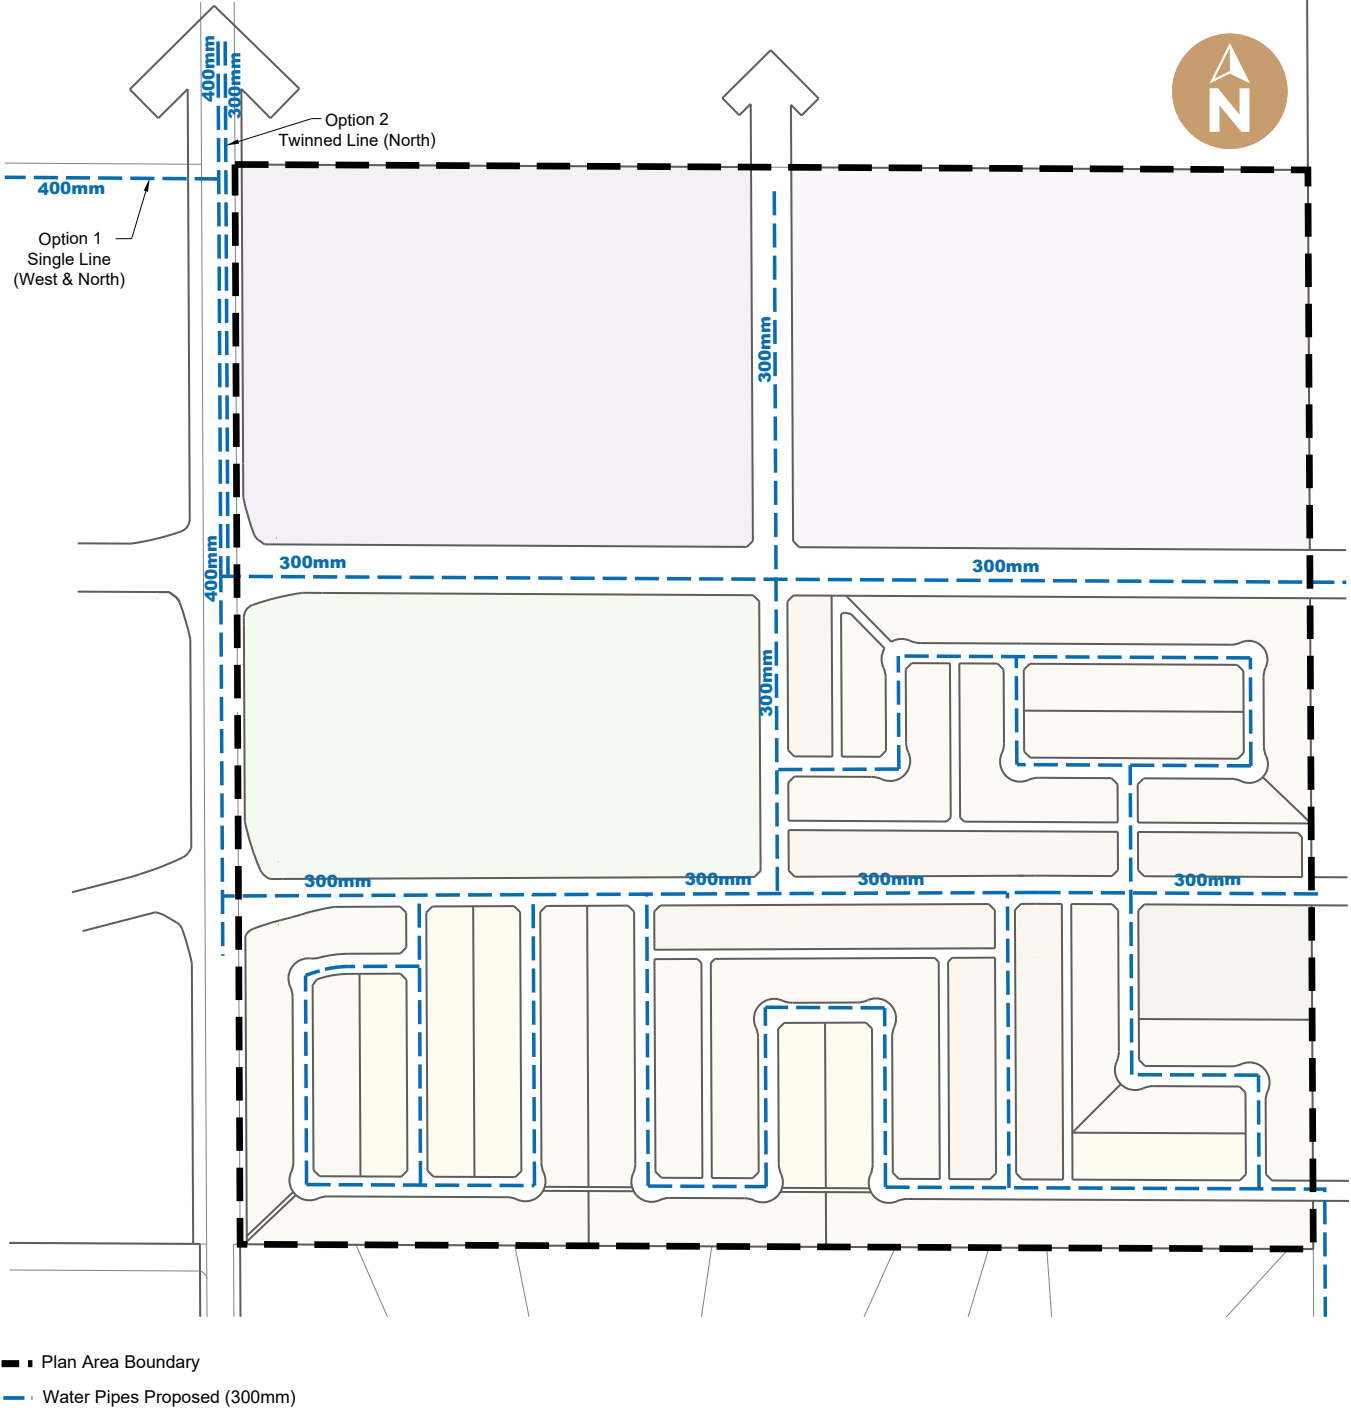 400mm
300mm
N
Option 2
Twinned Line (North)
400mm
Option 1
Single Line
(West & North)
300mm
400mm
300mm
300mm
300mm
300mm
300mm
300mm
300mm
Plan Area Boundary
Water Pipes Proposed (300mm)